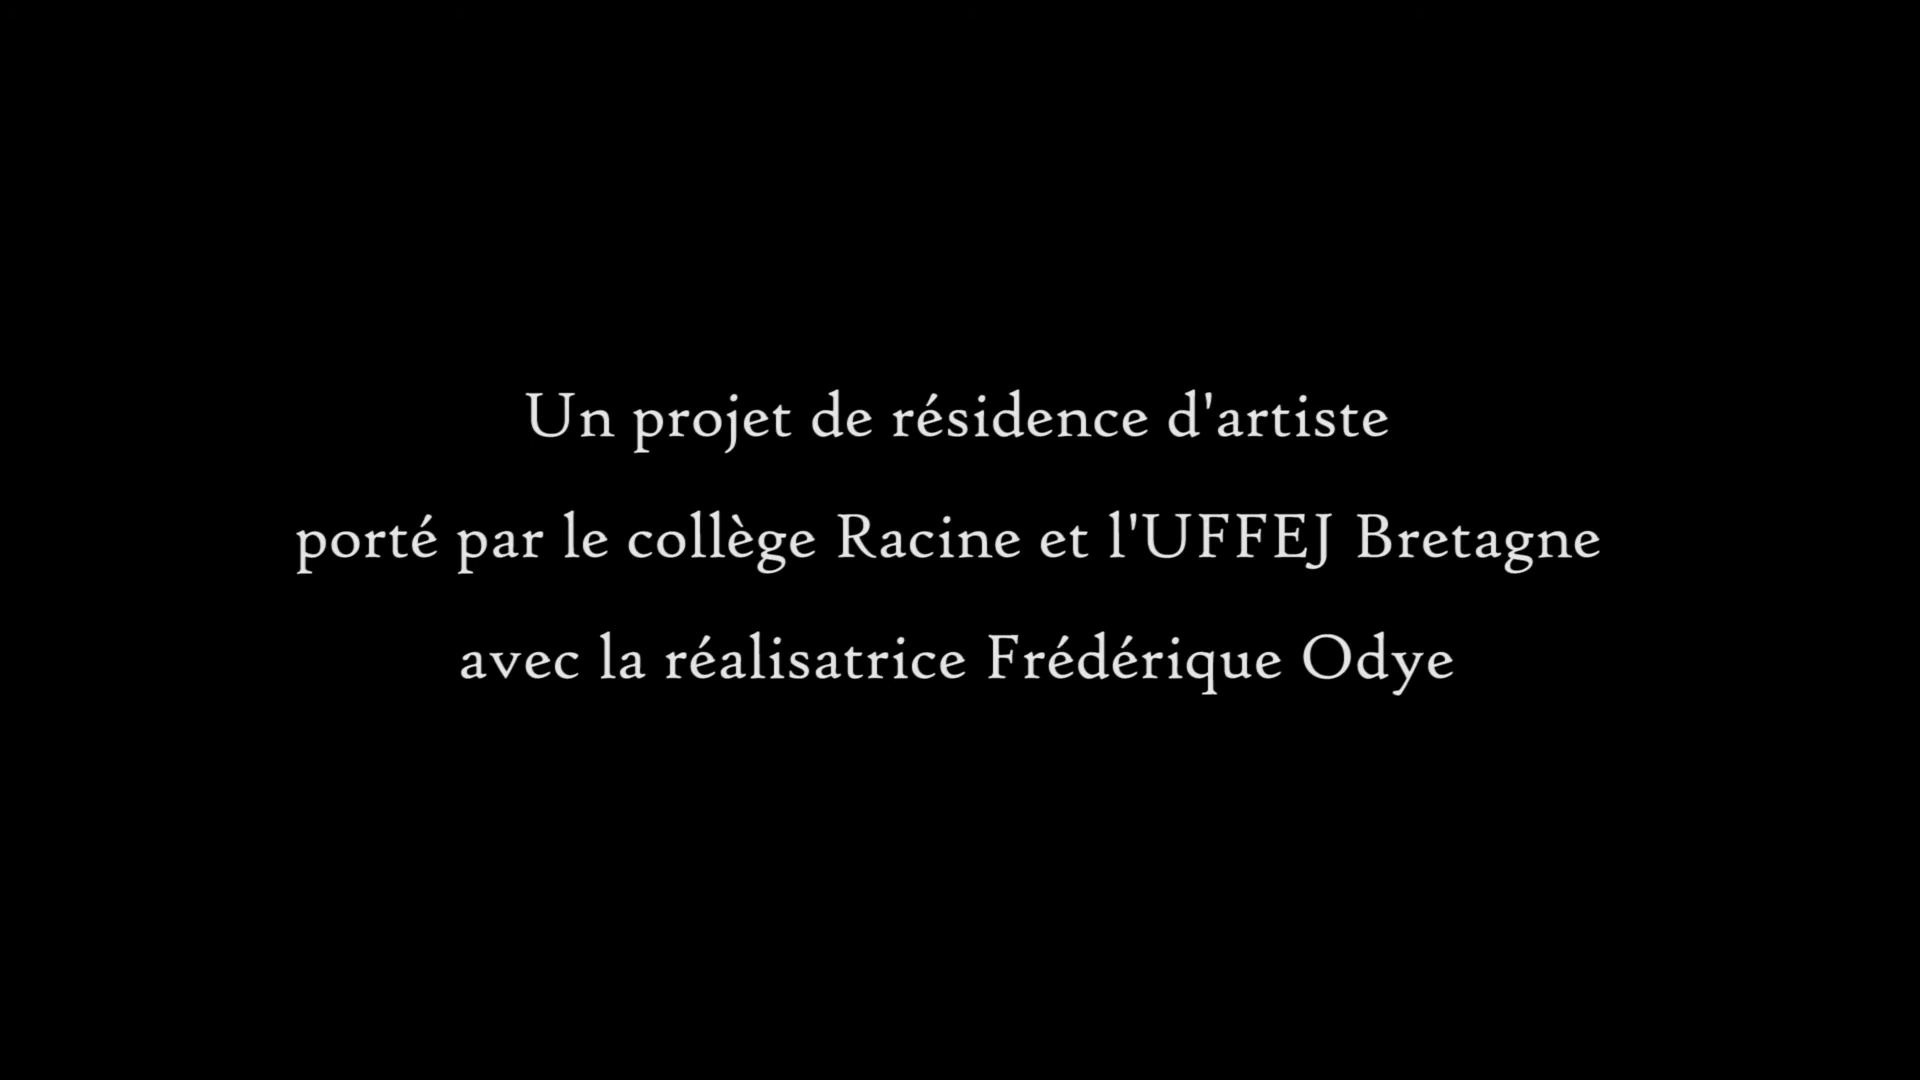 Un projet de résidence d'artiste
porté par le collège Racine et l'UFFEJ Bretagne
avec la réalisatrice Frédérique Odye